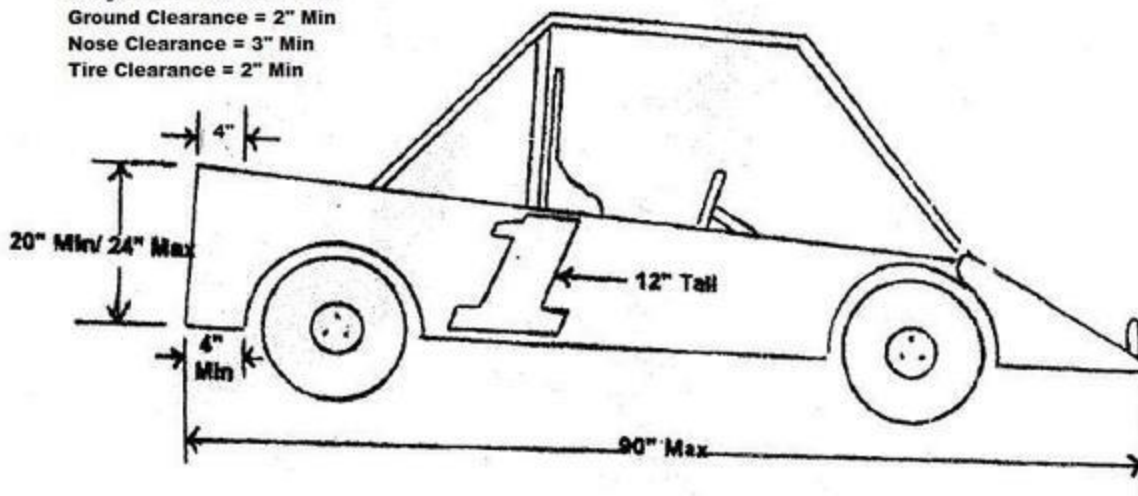 Ground Clearance = 2" Min
Nose Clearance = 3" Min
Tire Clearance = 2" Min
4"
20" Min/ 24" Max
1
12" Tall
4"
Min
90" Max